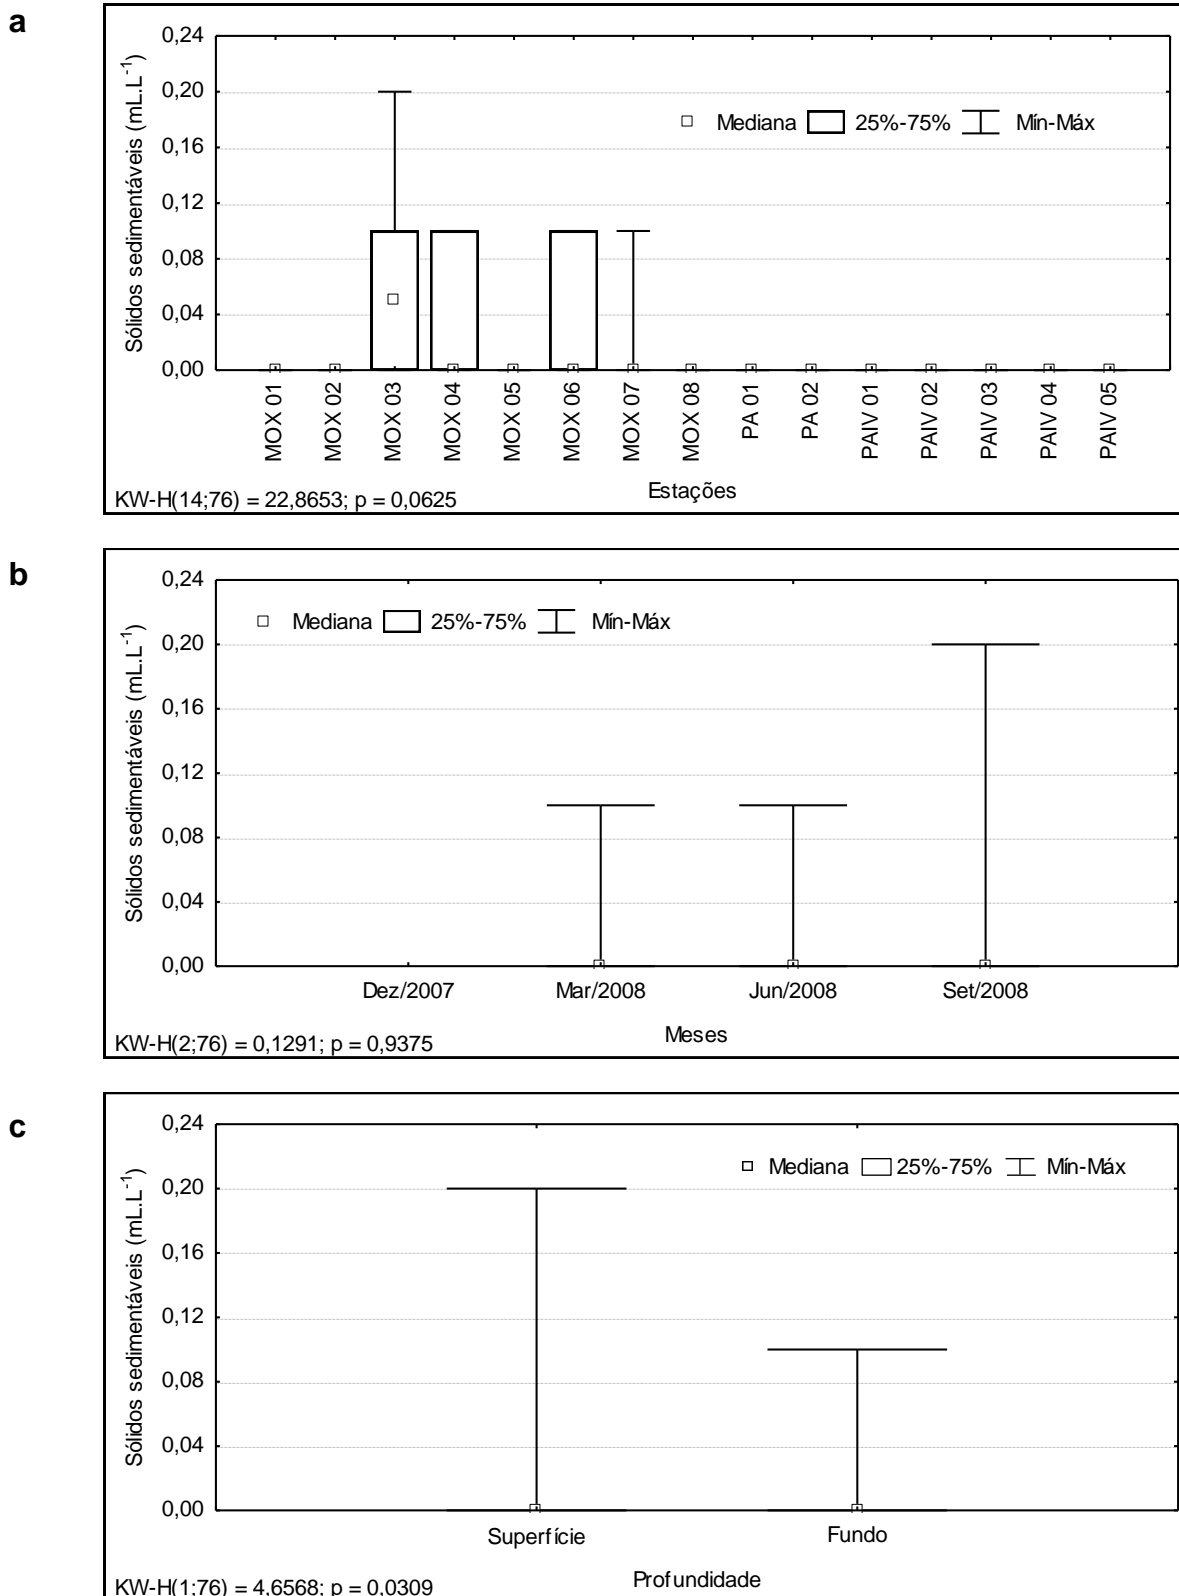 a
Sólidos sedimentáveis (mL.L⁻¹)
0,24
0,20
0,16
0,12
0,08
0,04
0,00
Mediana 25%-75% Mín-Máx
MOX 01
MOX 02
MOX 03
MOX 04
MOX 05
MOX 06
MOX 07
MOX 08
PA 01
PA 02
PAIV 01
PAIV 02
PAIV 03
PAIV 04
PAIV 05
Estações
KW-H(14;76) = 22,8653; p = 0,0625
b
Sólidos sedimentáveis (mL.L⁻¹)
0,24
0,20
0,16
0,12
0,08
0,04
0,00
Mediana 25%-75% Mín-Máx
Dez/2007 Mar/2008 Jun/2008 Set/2008
Meses
KW-H(2;76) = 0,1291; p = 0,9375
c
Sólidos sedimentáveis (mL.L⁻¹)
0,24
0,20
0,16
0,12
0,08
0,04
0,00
Mediana 25%-75% Mín-Máx
Superfície Fundo
Profundidade
KW-H(1;76) = 4,6568; p = 0,0309